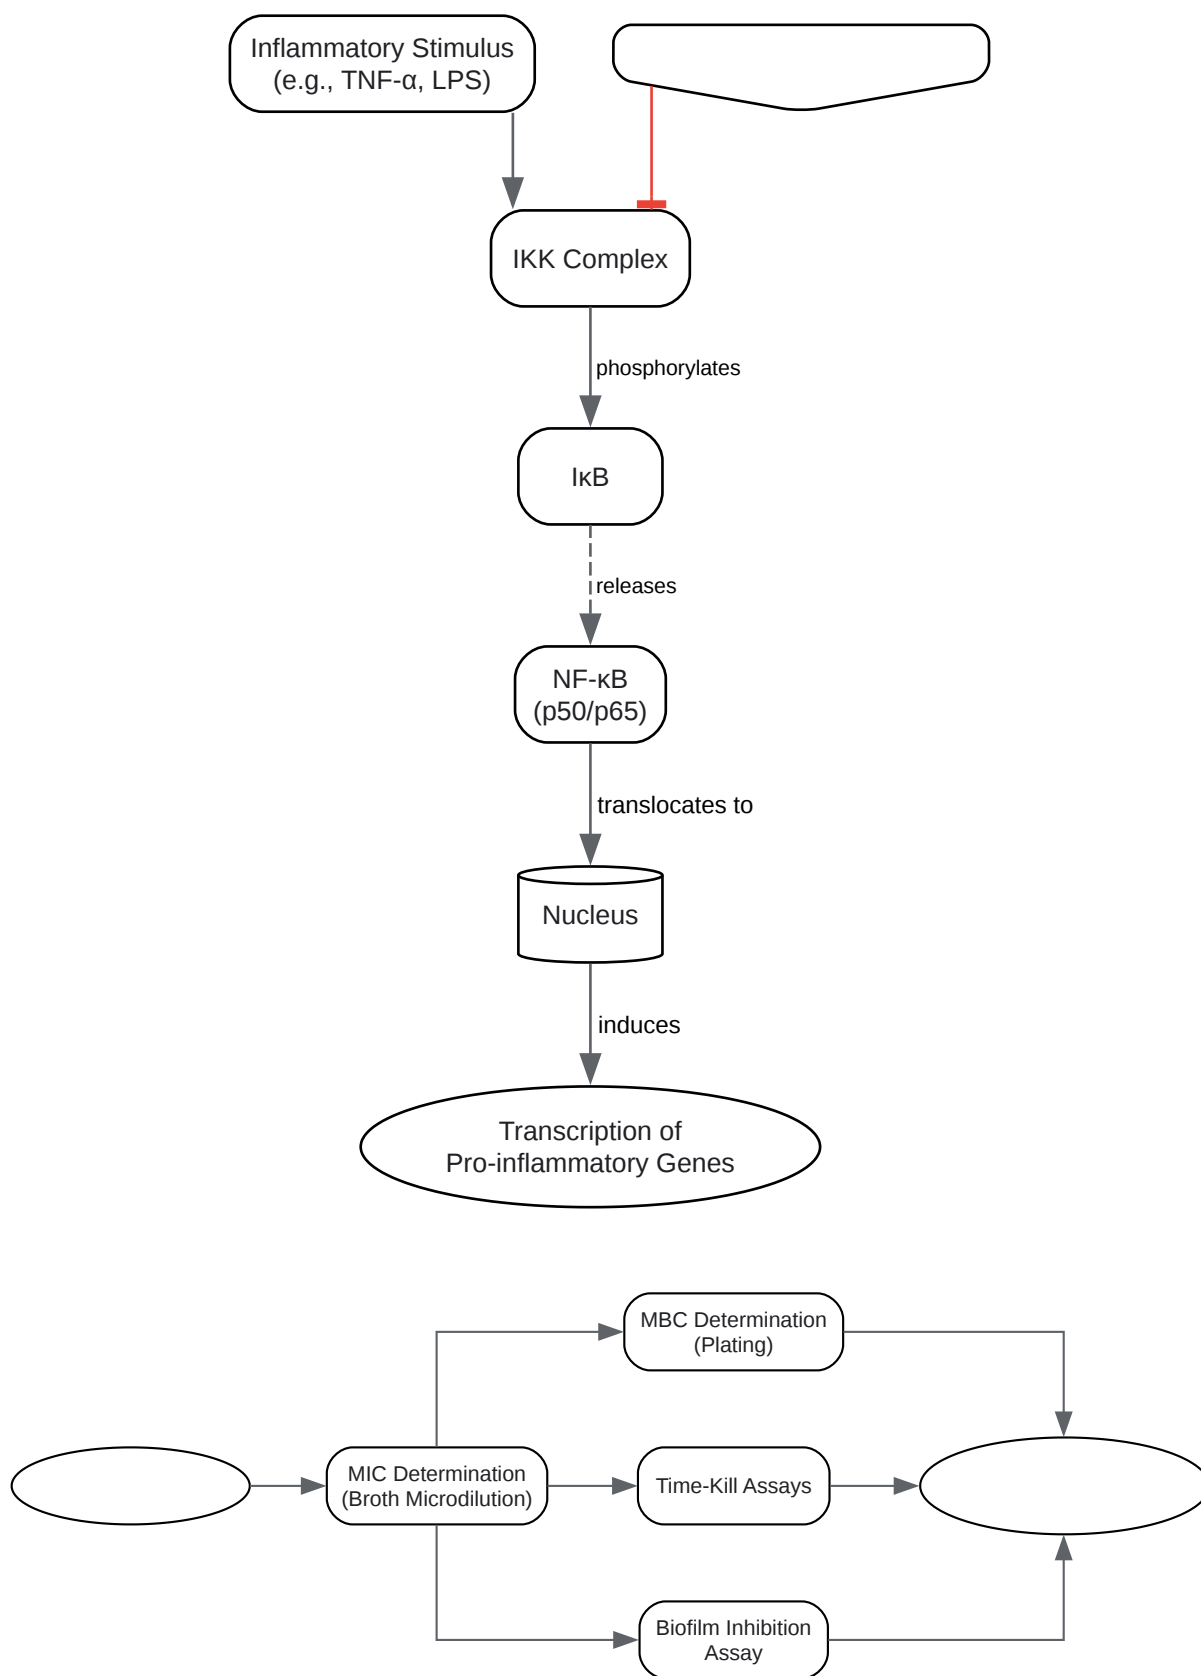 Inflammatory Stimulus
(e.g., TNF-α, LPS)
IKK Complex
phosphorylates
IκB
releases
NF-κB
(p50/p65)
translocates to
Nucleus
induces
Transcription of
Pro-inflammatory Genes
MBC Determination
(Plating)
MIC Determination
(Broth Microdilution)
Time-Kill Assays
Biofilm Inhibition
Assay